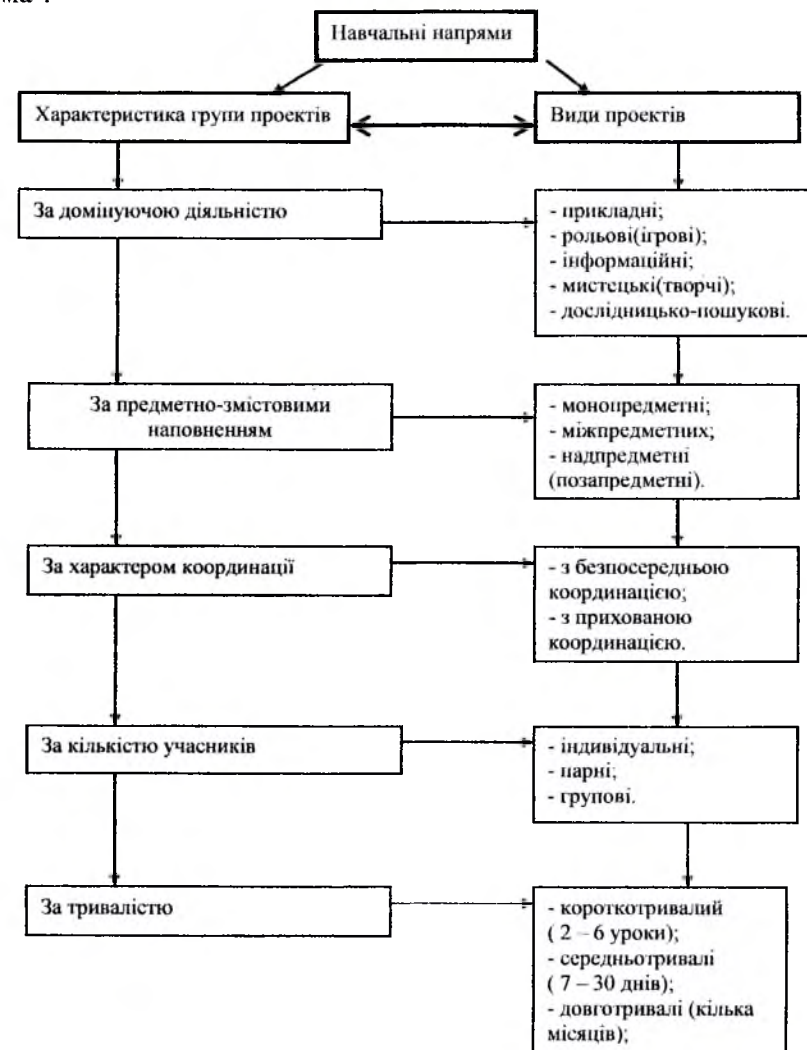 Навчальні напрями
Характеристика групи проектів
Види проектів
За домінуючою діяльністю
- прикладні;
- рольові(ігрові);
- інформаційні;
- мистецькі(творчі);
- дослідницько-пошукові.
За предметно-змістовими
наповненням
- монопредметні;
- міжпредметних;
- надпредметні
(позапредметні).
За характером координації
- з безпосередньою
координацією;
- з прихованою
координацією.
За кількістю учасників
- індивідуальні;
- парні;
- групові.
За тривалістю
- короткотривалий
( 2 – 6 уроки);
- середньотривалі
( 7 – 30 днів);
- довготривалі (кілька
місяців);